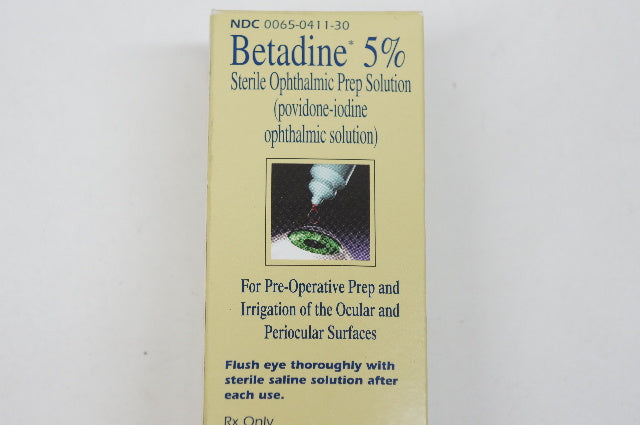 NDC 0065-0411-30
Betadine* 5%
Sterile Ophthalmic Prep Solution
(povidone-iodine
ophthalmic solution)
For Pre-Operative Prep and
Irrigation of the Ocular and
Periocular Surfaces
Flush eye thoroughly with
sterile saline solution after
each use.
Rx Only